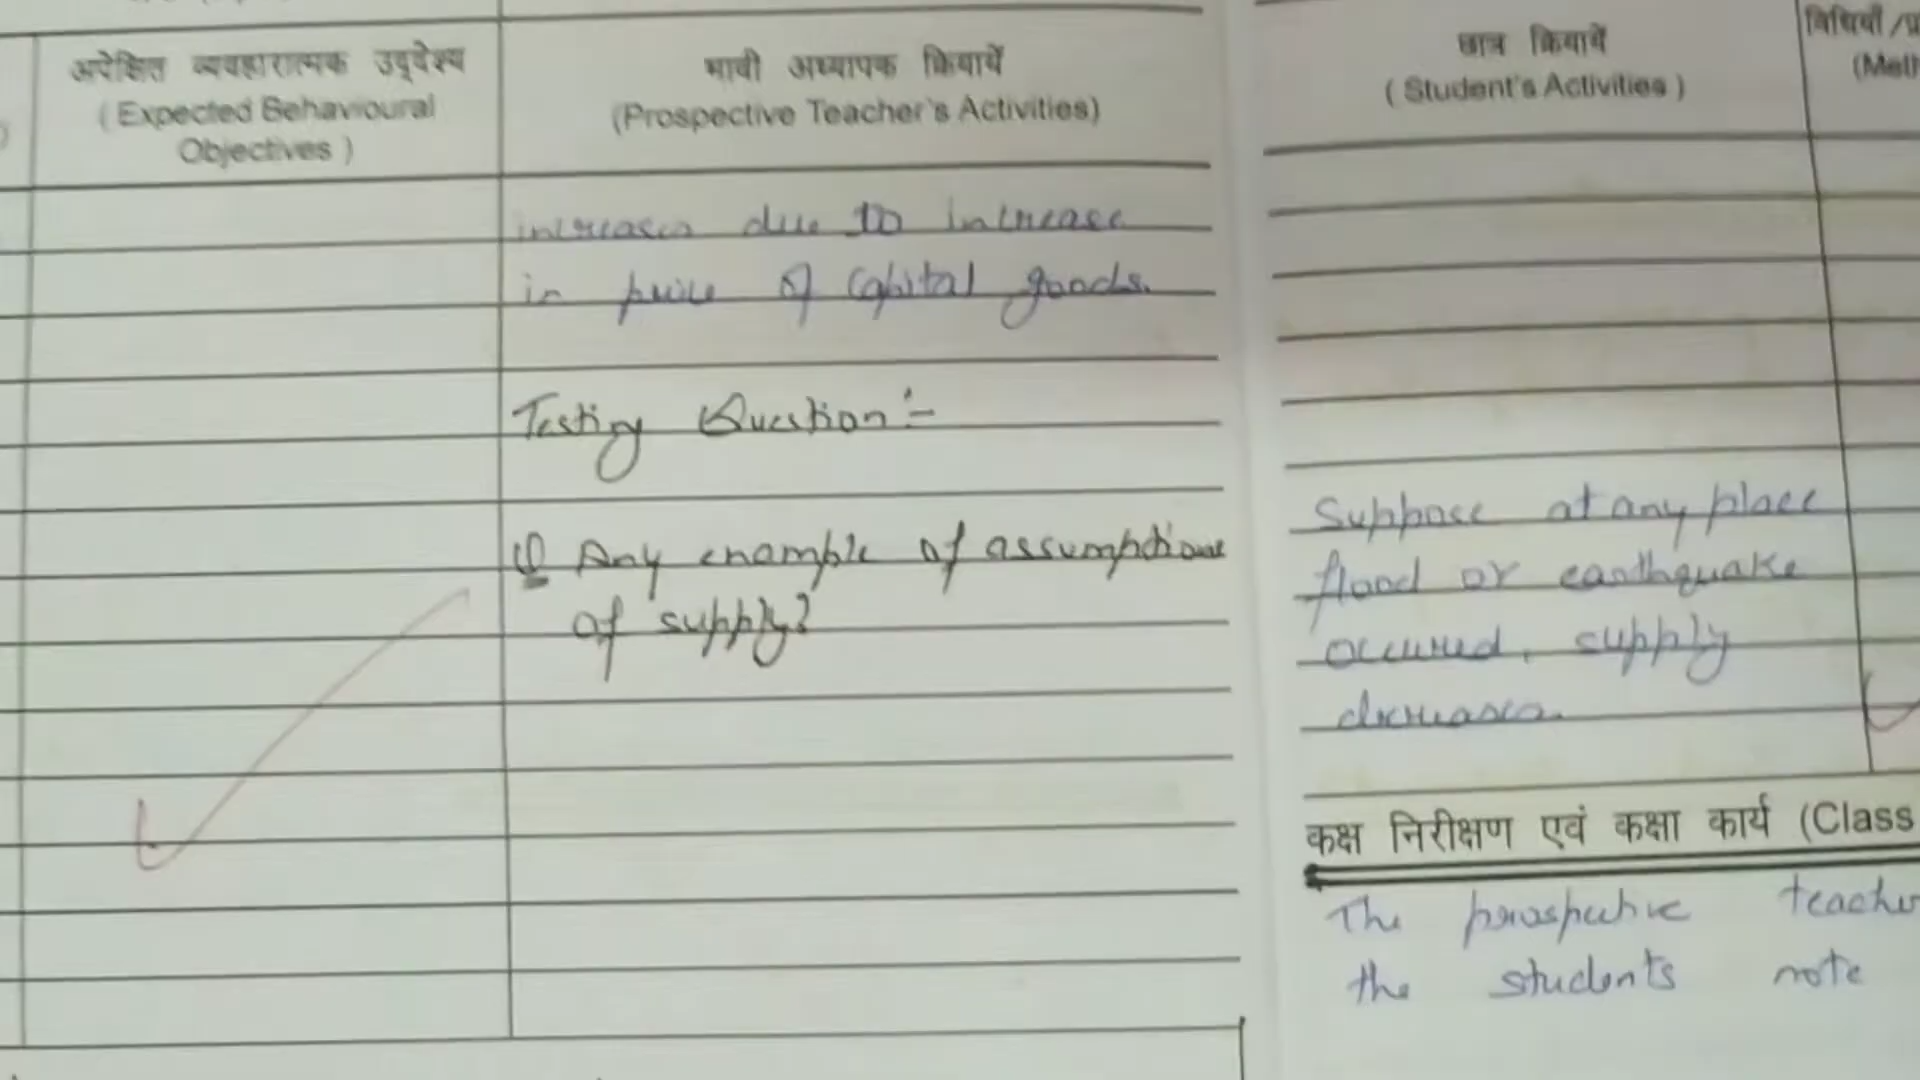 अपेक्षित व्यवहारात्मक उद्देश्य
( Expected Behavioural
Objectives )
भावी अध्यापक क्रियायें
(Prospective Teacher's Activities)
increases due to increase
in price of capital goods.
Testing Question :-
Q Any example of assumptions
of supply?
छात्र क्रियायें
( Student's Activities )
Suppose at any place
flood or earthquake
occured, supply
decreases.
विधियाँ /
कक्ष निरीक्षण एवं कक्षा कार्य (Class
The prospective teacher
the students note